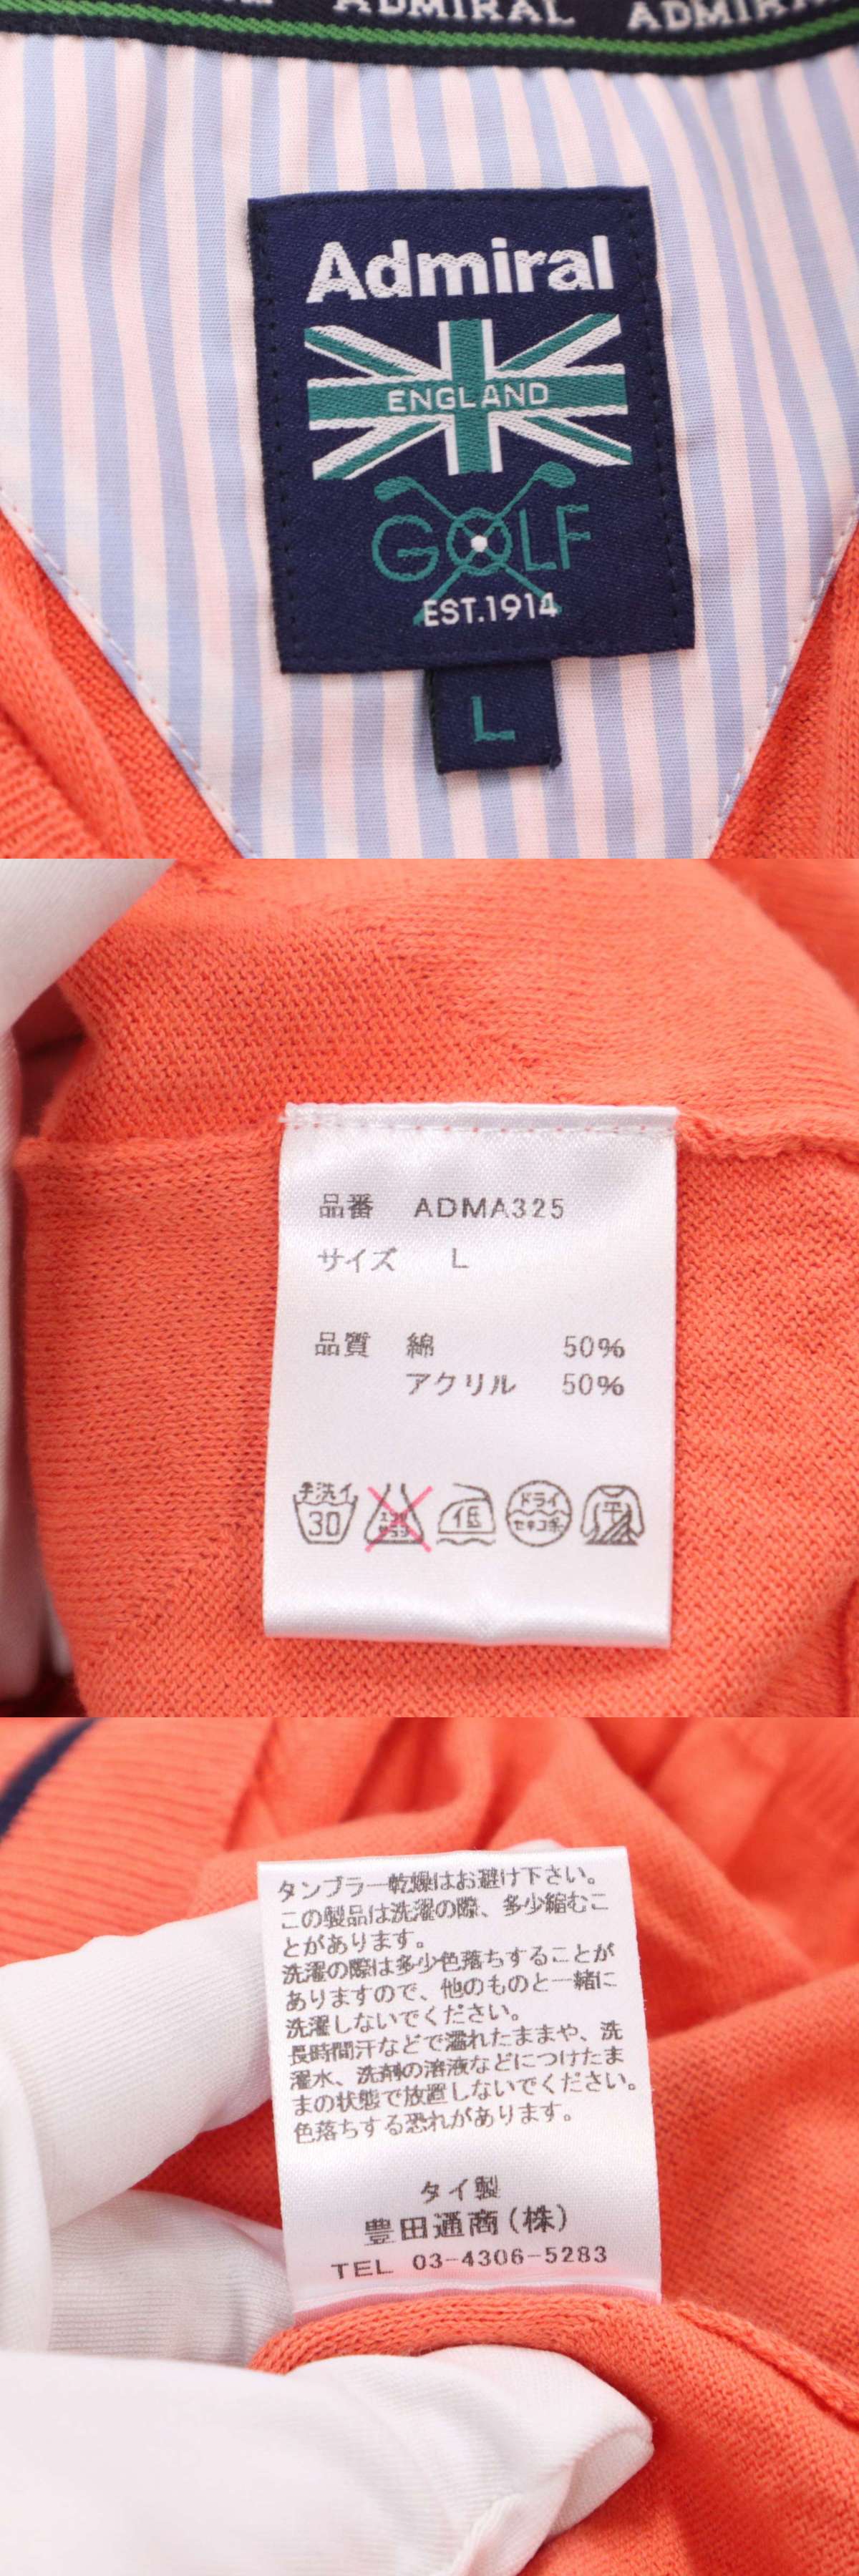 ADMIRAL ADMIRAL
Admiral
ENGLAND
GOLF
EST.1914
L
品番 ADMA325
サイズ L
品質 綿 50%
アクリル 50%
手洗イ 30 エンソサラシ 低 ドライ セキユ系 平
タンブラー乾燥はお避け下さい。
この製品は洗濯の際、多少縮むこ
とがあります。
洗濯の際は多少色落ちすることが
ありますので、他のものと一緒に
洗濯しないでください。
長時間汗などで濡れたままや、洗
濯水、洗剤の溶液などにつけたま
まの状態で放置しないでください。
色落ちする恐れがあります。
タイ製
豊田通商(株)
TEL 03-4306-5283